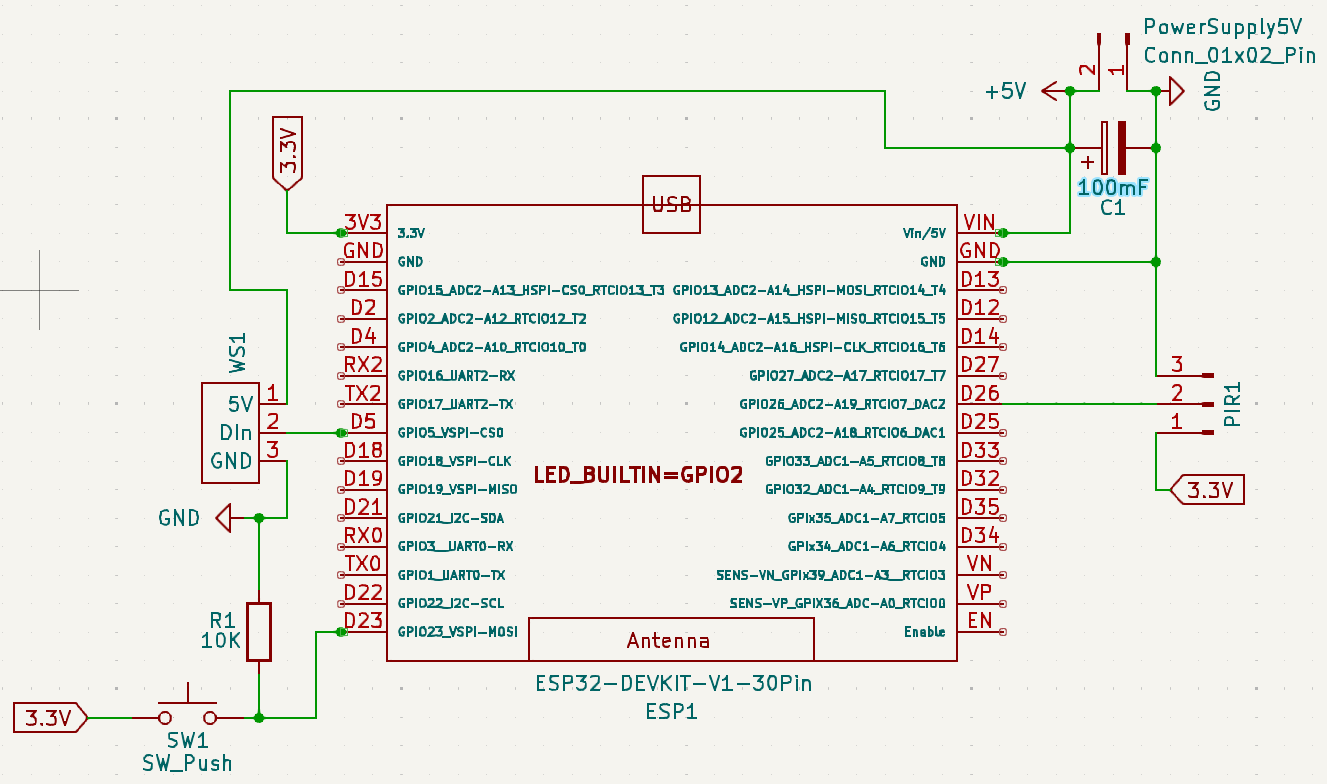 PowerSupply5V
Conn_01x02_Pin
2
1
+5V
GND
+
100mF
C1
3.3V
USB
3V3
3.3V
Vin/5V
VIN
GND
GND
GND
GND
D15
GPIO15_ADC2-A13_HSPI-CS0_RTCIO13_T3
GPIO13_ADC2-A14_HSPI-MOSI_RTCIO14_T4
D13
D2
GPIO2_ADC2-A12_RTCIO12_T2
GPIO12_ADC2-A15_HSPI-MISO_RTCIO15_T5
D12
D4
GPIO4_ADC2-A10_RTCIO10_T0
GPIO14_ADC2-A16_HSPI-CLK_RTCIO16_T6
D14
RX2
GPIO16_UART2-RX
GPIO27_ADC2-A17_RTCIO17_T7
D27
TX2
GPIO17_UART2-TX
GPIO26_ADC2-A19_RTCIO7_DAC2
D26
D5
GPIO5_VSPI-CS0
GPIO25_ADC2-A18_RTCIO6_DAC1
D25
D18
GPIO18_VSPI-CLK
GPIO33_ADC1-A5_RTCIO8_T8
D33
D19
GPIO19_VSPI-MISO
GPIO32_ADC1-A4_RTCIO9_T9
D32
D21
GPIO21_I2C-SDA
GPIx35_ADC1-A7_RTCIO5
D35
RX0
GPIO3__UART0-RX
GPIx34_ADC1-A6_RTCIO4
D34
TX0
GPIO1_UART0-TX
SENS-VN_GPIx39_ADC1-A3__RTCIO3
VN
D22
GPIO22_I2C-SCL
SENS-VP_GPIX36_ADC-A0_RTCIO0
VP
D23
GPIO23_VSPI-MOSI
Enable
EN
LED_BUILTIN=GPIO2
Antenna
ESP32-DEVKIT-V1-30Pin
ESP1
WS1
5V
1
DIn
2
GND
3
GND
R1
10K
3.3V
SW1
SW_Push
3
2
1
PIR1
3.3V